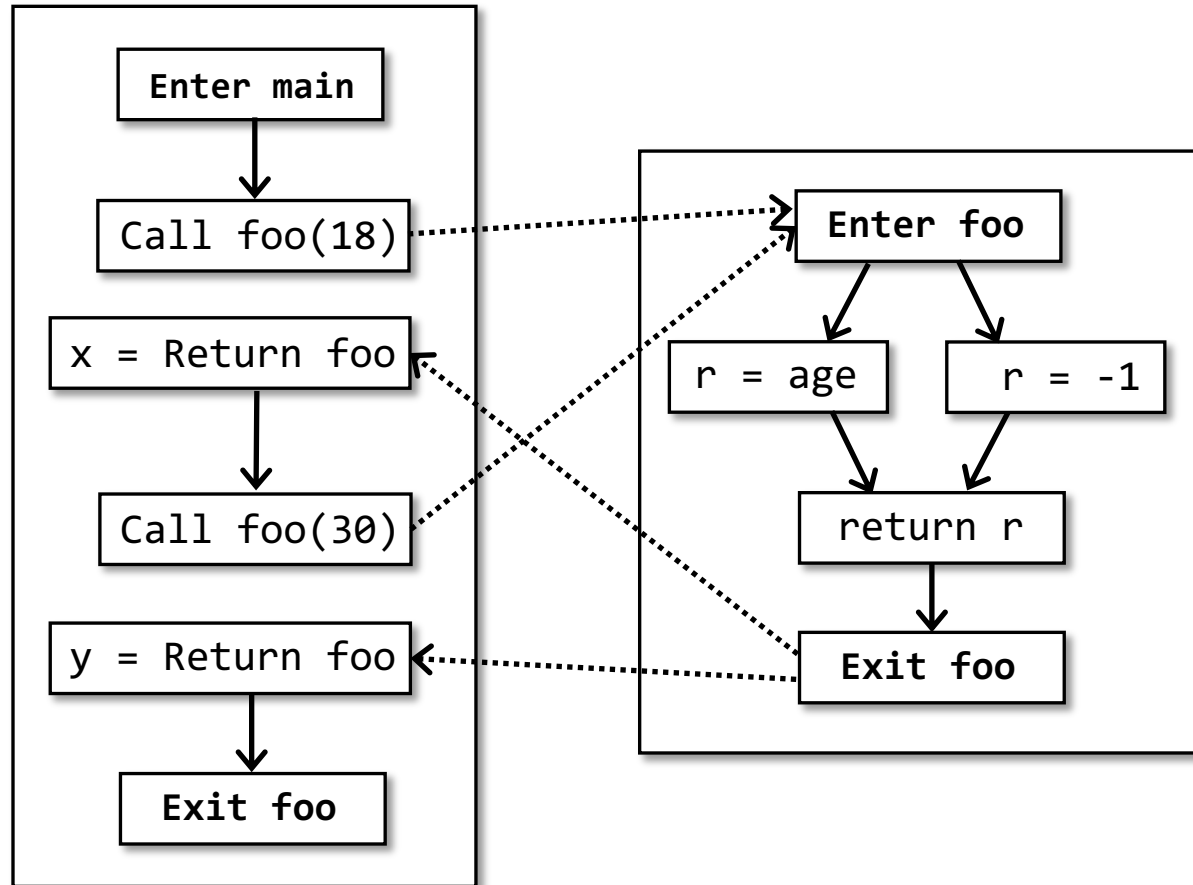 Enter main
Call foo(18)
x = Return foo
Call foo(30)
y = Return foo
Exit foo
Enter foo
r = age
r = -1
return r
Exit foo